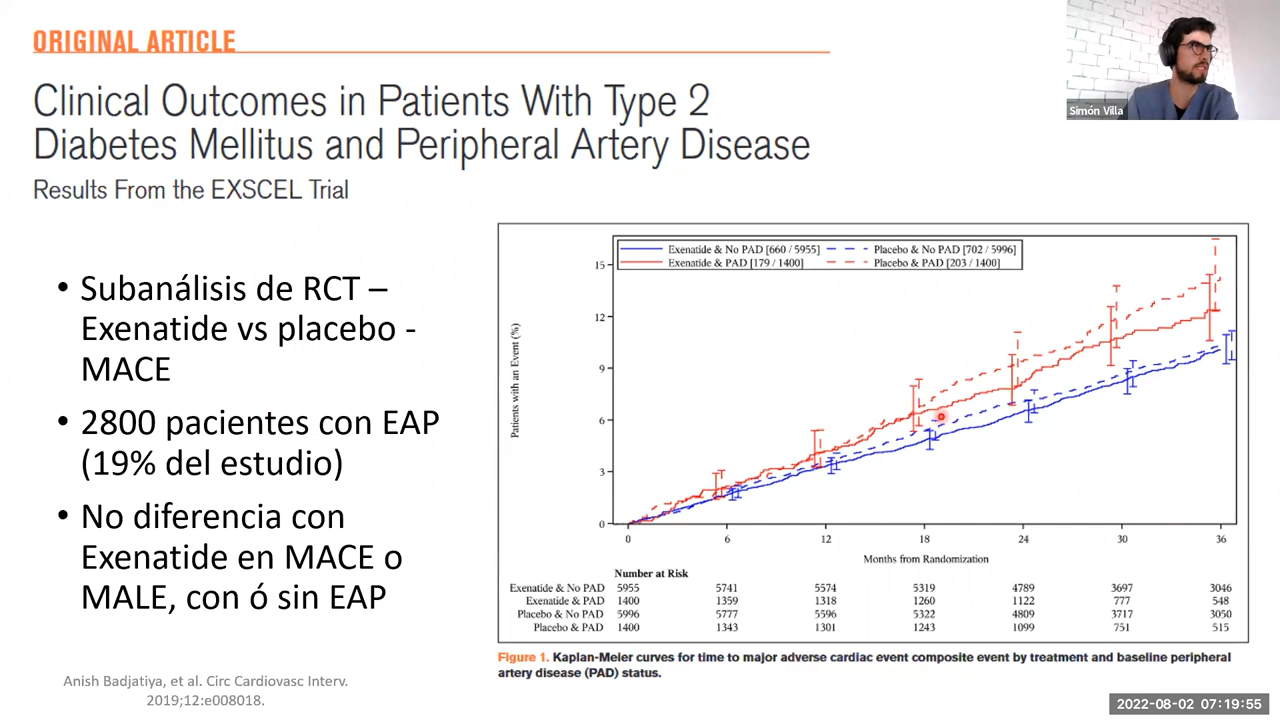 ORIGINAL ARTICLE
Clinical Outcomes in Patients With Type 2
Diabetes Mellitus and Peripheral Artery Disease
Results From the EXSCEL Trial
Simón Villa
• Subanálisis de RCT –
Exenatide vs placebo -
MACE
• 2800 pacientes con EAP
(19% del estudio)
• No diferencia con
Exenatide en MACE o
MALE, con ó sin EAP
Anish Badjatiya, et al. Circ Cardiovasc Interv.
2019;12:e008018.
Exenatide & No PAD [660 / 5955] Placebo & No PAD [702 / 5996]
Exenatide & PAD [179 / 1400] Placebo & PAD [203 / 1400]
Patients with an Event (%)
15
12
9
6
3
0
0 6 12 18 24 30 36
Months from Randomization
Number at Risk
Exenatide & No PAD 5955 5741 5574 5319 4789 3697 3046
Exenatide & PAD 1400 1359 1318 1260 1122 777 548
Placebo & No PAD 5996 5777 5596 5322 4809 3717 3050
Placebo & PAD 1400 1343 1301 1243 1099 751 515
Figure 1. Kaplan-Meier curves for time to major adverse cardiac event composite event by treatment and baseline peripheral
artery disease (PAD) status.
2022-08-02 07:19:55